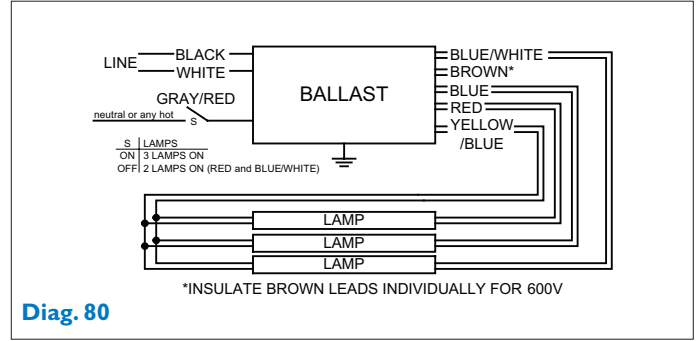 LINE
BLACK
WHITE
GRAY/RED
neutral or any hot
S
S LAMPS
ON 3 LAMPS ON
OFF 2 LAMPS ON (RED and BLUE/WHITE)
BALLAST
BLUE/WHITE
BROWN*
BLUE
RED
YELLOW
/BLUE
LAMP
LAMP
LAMP
*INSULATE BROWN LEADS INDIVIDUALLY FOR 600V
Diag. 80